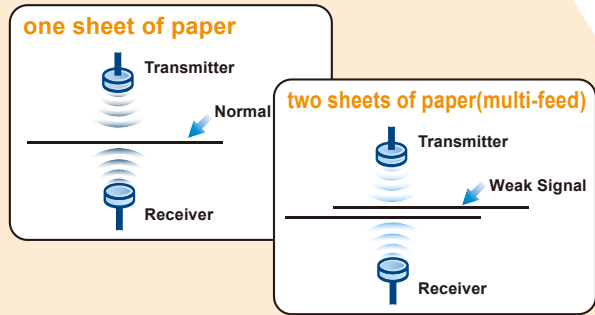 one sheet of paper
Transmitter
Normal
Receiver
two sheets of paper(multi-feed)
Transmitter
Weak Signal
Receiver